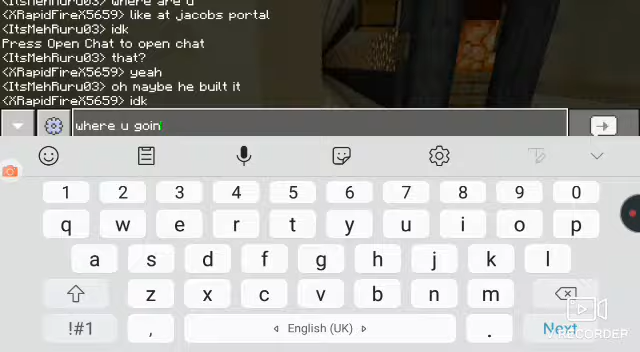 <ItsMehRuru03> where are u
<XRapidFireX5659> like at jacobs portal
<ItsMehRuru03> idk
Press Open Chat to open chat
<ItsMehRuru03> that?
<XRapidFireX5659> yeah
<ItsMehRuru03> oh maybe he built it
<XRapidFireX5659> idk
where u goin
1 2 3 4 5 6 7 8 9 0
q w e r t y u i o p
a s d f g h j k l
z x c v b n m
!#1 , English (UK) . Next
RECORDER